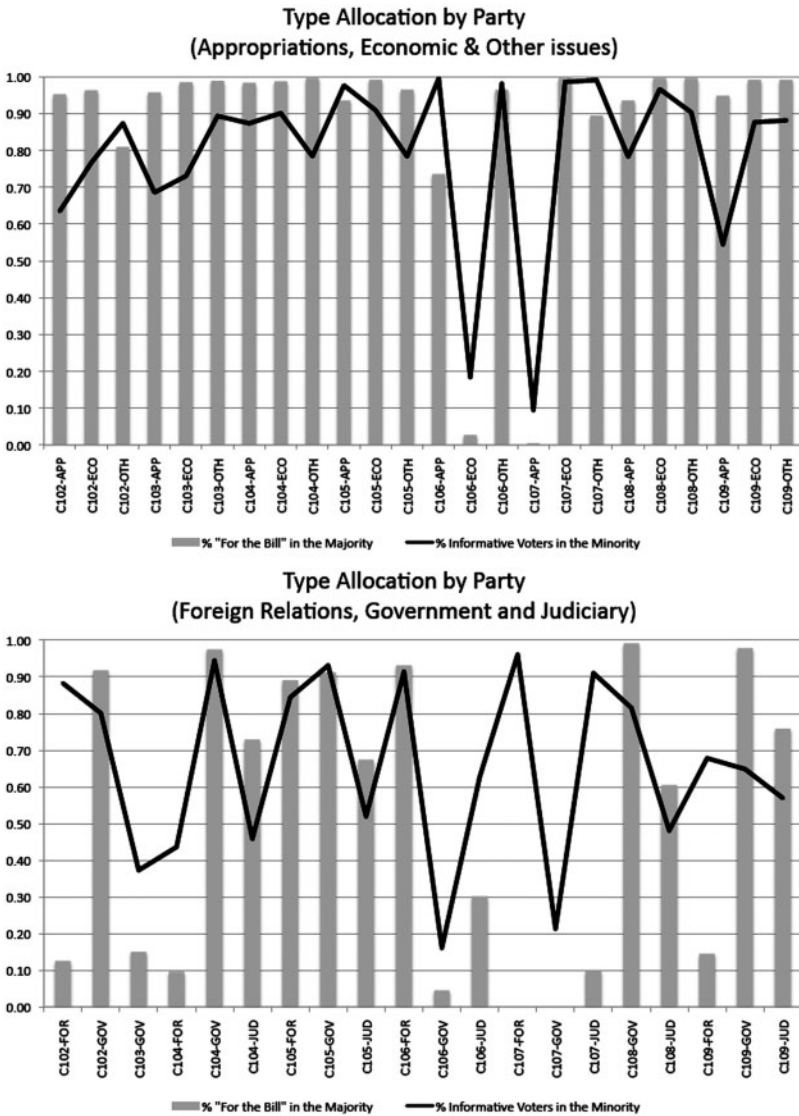 Type Allocation by Party
(Appropriations, Economic & Other issues)
1.00
0.90
0.80
0.70
0.60
0.50
0.40
0.30
0.20
0.10
0.00
C102-APP
C102-ECO
C102-OTH
C103-APP
C103-ECO
C103-OTH
C104-APP
C104-ECO
C104-OTH
C105-APP
C105-ECO
C105-OTH
C106-APP
C106-ECO
C106-OTH
C107-APP
C107-ECO
C107-OTH
C108-APP
C108-ECO
C108-OTH
C109-APP
C109-ECO
C109-OTH
% "For the Bill" in the Majority
% Informative Voters in the Minority
Type Allocation by Party
(Foreign Relations, Government and Judiciary)
1.00
0.90
0.80
0.70
0.60
0.50
0.40
0.30
0.20
0.10
0.00
C102-FOR
C102-GOV
C103-GOV
C104-FOR
C104-GOV
C104-JUD
C105-FOR
C105-GOV
C105-JUD
C106-FOR
C106-GOV
C106-JUD
C107-FOR
C107-GOV
C107-JUD
C108-GOV
C108-JUD
C109-FOR
C109-GOV
C109-JUD
% "For the Bill" in the Majority
% Informative Voters in the Minority